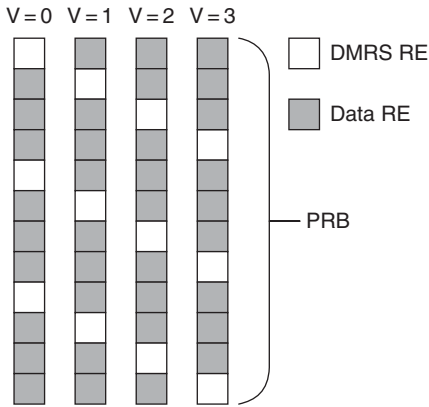 V = 0 V = 1 V = 2 V = 3
DMRS RE
Data RE
PRB